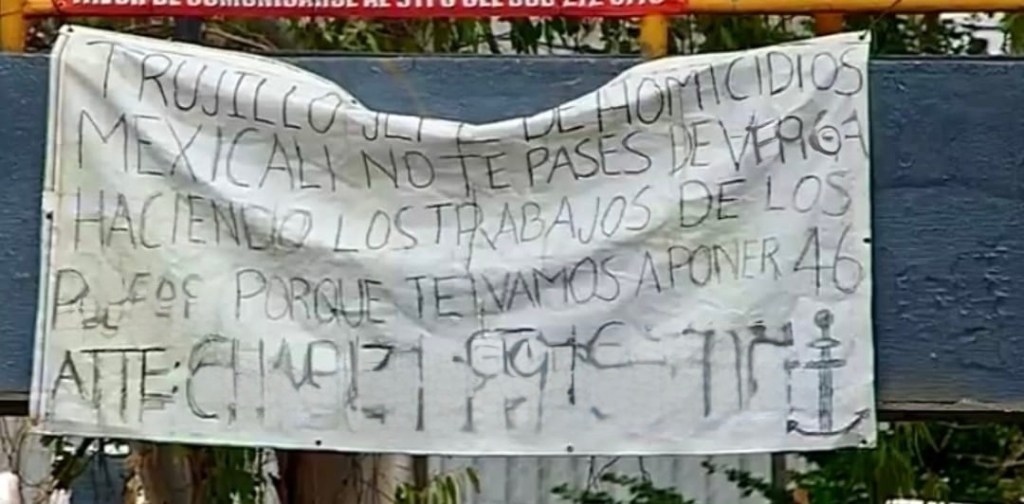 TRUJILLO JEFE DE HOMICIDIOS
MEXICALI NO TE PASES DE VERGA
HACIENDO LOS TRABAJOS DE LOS
PORQUE TE VAMOS A PONER 46
ATTE: